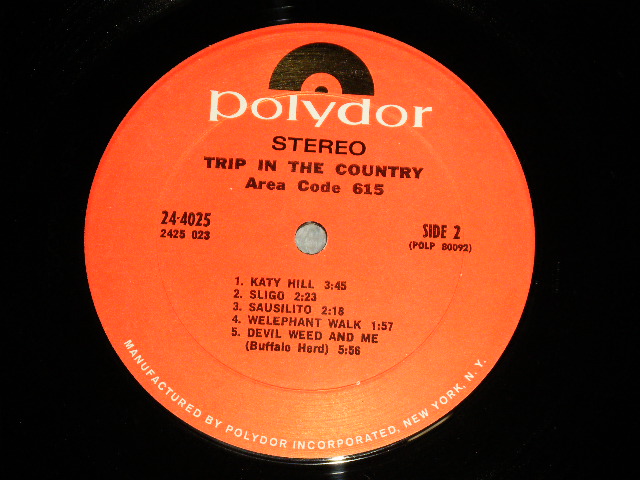 polydor
STEREO
TRIP IN THE COUNTRY
Area Code 615
24-4025
2425 023
SIDE 2
(POLP 80092)
1. KATY HILL 3:45
2. SLIGO 2:23
3. SAUSILITO 2:18
4. WELEPHANT WALK 1:57
5. DEVIL WEED AND ME
(Buffalo Herd) 5:56
MANUFACTURED BY POLYDOR INCORPORATED, NEW YORK, N.Y.